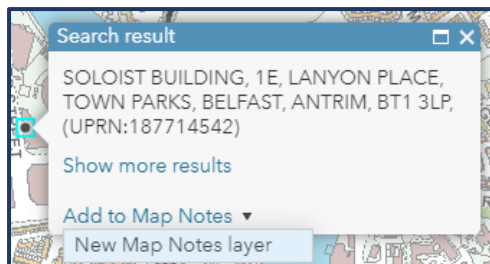 Search result
SOLOIST BUILDING, 1E, LANYON PLACE,
TOWN PARKS, BELFAST, ANTRIM, BT1 3LP,
(UPRN:187714542)
Show more results
Add to Map Notes ▼
New Map Notes layer